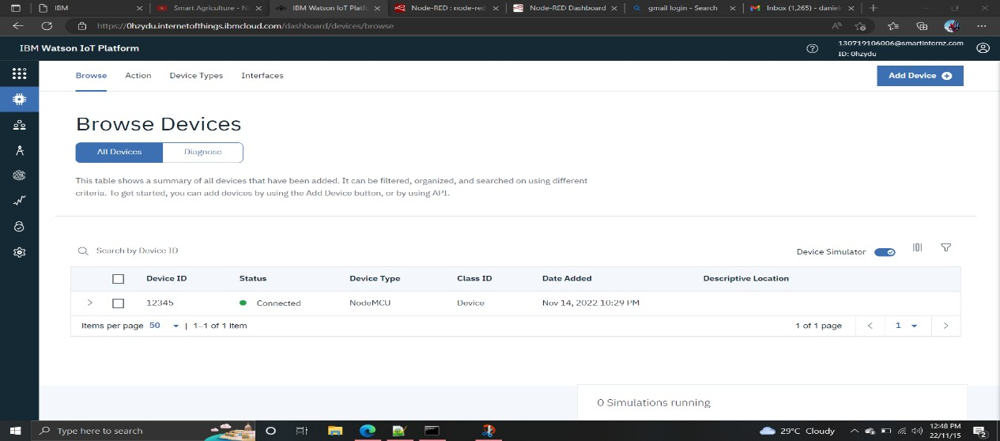 IBM
Smart Agriculture - N
IBM Watson IoT Platf
Node-RED : node-red
Node-RED Dashboard
gmail login - Search
Inbox (1,265) - daniel
https://0hzydu.internetofthings.ibmcloud.com/dashboard/devices/browse
IBM Watson IoT Platform
130719106006@smartinternz.com
ID: 0hzydu
Browse Action Device Types Interfaces
Add Device
Browse Devices
All Devices Diagnose
This table shows a summary of all devices that have been added. It can be filtered, organized, and searched on using different
criteria. To get started, you can add devices by using the Add Device button, or by using API.
Search by Device ID
Device Simulator
Device ID Status Device Type Class ID Date Added Descriptive Location
12345 Connected NodeMCU Device Nov 14, 2022 10:29 PM
Items per page 50 | 1–1 of 1 item
1 of 1 page < 1 >
0 Simulations running
Type here to search
29°C Cloudy
12:48 PM
22/11/15
2